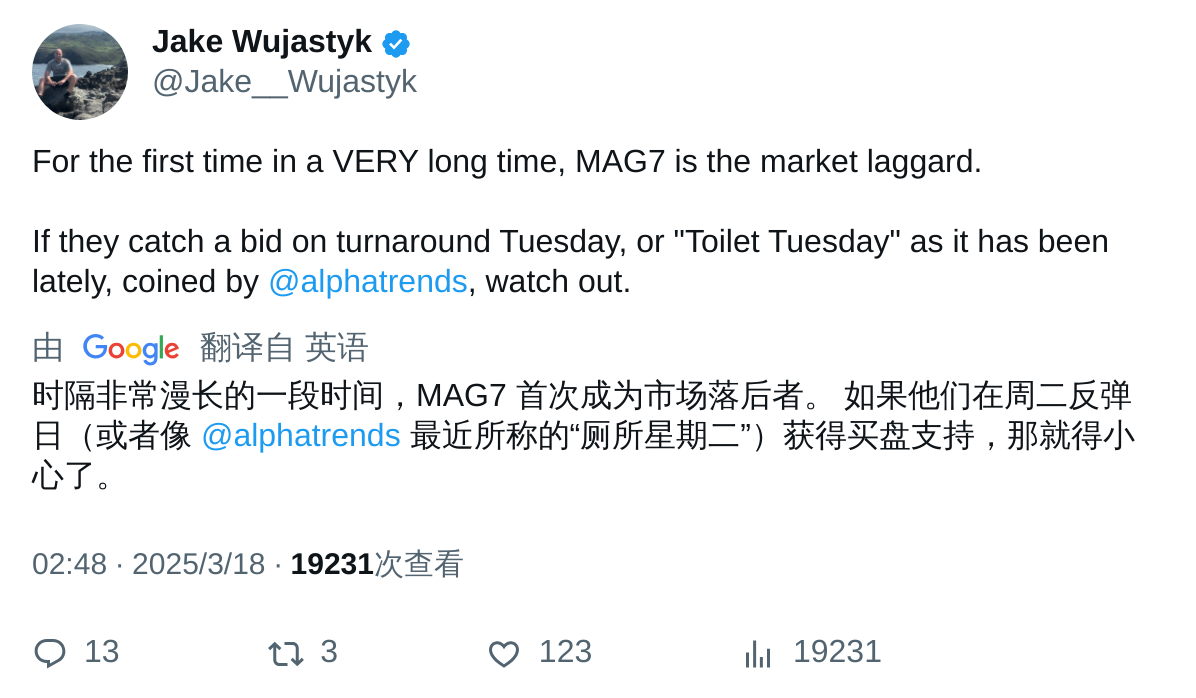 Jake Wujastyk
@Jake__Wujastyk
For the first time in a VERY long time, MAG7 is the market laggard.
If they catch a bid on turnaround Tuesday, or "Toilet Tuesday" as it has been
lately, coined by @alphatrends, watch out.
由 Google 翻译自 英语
时隔非常漫长的一段时间，MAG7 首次成为市场落后者。 如果他们在周二反弹
日（或者像 @alphatrends 最近所称的“厕所星期二”）获得买盘支持，那就得小
心了。
02:48 · 2025/3/18 · 19231次查看
13 3 123 19231